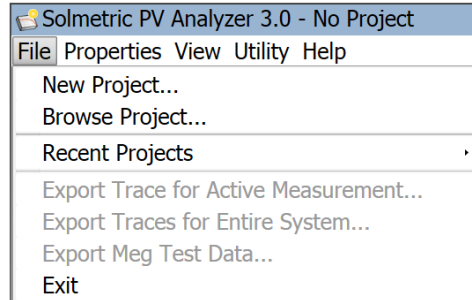 Solmetric PV Analyzer 3.0 - No Project
File Properties View Utility Help
New Project...
Browse Project...
Recent Projects
Export Trace for Active Measurement...
Export Traces for Entire System...
Export Meg Test Data...
Exit